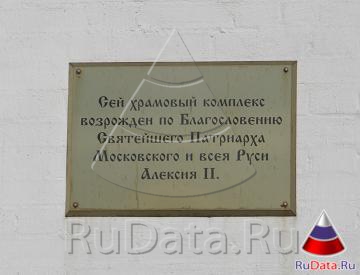 Сей храмовый комплекс
возрожден по Благословению
Святейшего Патриарха
Московского и всея Руси
Алексия II.
RuData.Ru
RuData.Ru